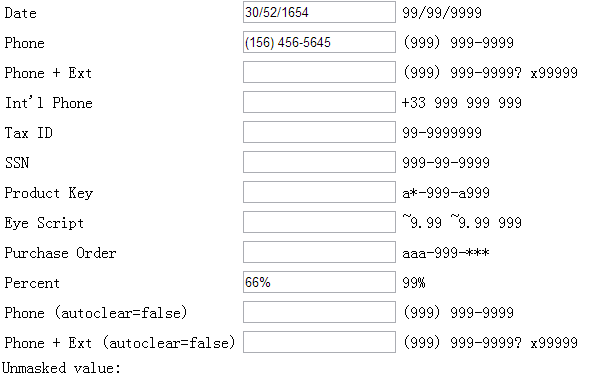 Date 30/52/1654 99/99/9999
Phone (156) 456-5645 (999) 999-9999
Phone + Ext (999) 999-9999? x99999
Int'l Phone +33 999 999 999
Tax ID 99-9999999
SSN 999-99-9999
Product Key a*-999-a999
Eye Script ~9.99 ~9.99 999
Purchase Order aaa-999-***
Percent 66% 99%
Phone (autoclear=false) (999) 999-9999
Phone + Ext (autoclear=false) (999) 999-9999? x99999
Unmasked value: